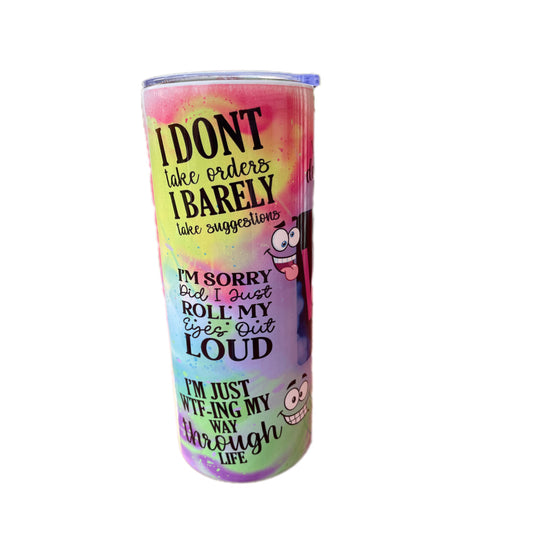 I DONT
take orders
I BARELY
take suggestions
I'M SORRY
Did I Just
ROLL MY
Eyes Out
LOUD
I'M JUST
WTF-ING MY
WAY
through
LIFE